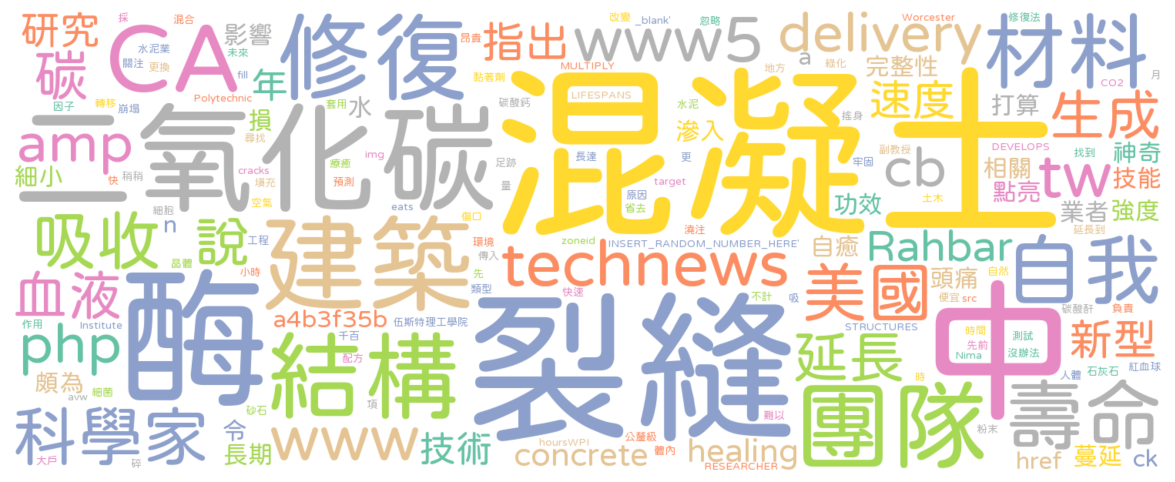 研究
採
混合
CA
影響
修復
昂貴
指出
www5
改變
_blank'
忽略
delivery
Worcester
修復法
材料
碳
水泥業
關注
未來
更換
年
fill
黏著劑
MULTIPLY
地方
a
綠化
完整性
CO2
月
因子
轉移
崩塌
Polytechnic
套用
水
碳酸鈣
LIFESPANS
水泥
速度
打算
生成
amp
二氧化碳
損
尋找
混凝土
滲入
搖身
副教授
DEVELOPS
找到
神奇
細小
快
稍稍
cracks
療癒
img
預測
足跡
長達
更
牢固
cb
相關
tw
技能
填充
空氣
量
target
原因
省去
功效
土木
點亮
業者
強度
細胞
eats
傷口
澆注
延長到
吸收
n
說
工程
建築
環境
傳入
zoneid
INSERT_RANDOM_NUMBER_HERE'
自癒
Rahbar
自我
晶體
小時
technews
先
類型
快速
不計
吸
美國
頭痛
自然
血液
酶
裂縫
便宜
src
中
碳酸酐
負責
作用
Institute
a4b3f35b
千百
伍斯特理工學院
STRUCTURES
時間
先前
測試
新型
php
結構
配方
延長
Nima
沒辦法
人體
石灰石
紅血球
頗為
avw
細菌
項
時
團隊
壽命
科學家
砂石
令
www
技術
hoursWPI
公釐級
難以
粉末
大戶
碎
長期
concrete
體內
healing
RESEARCHER
href
蔓延
ck